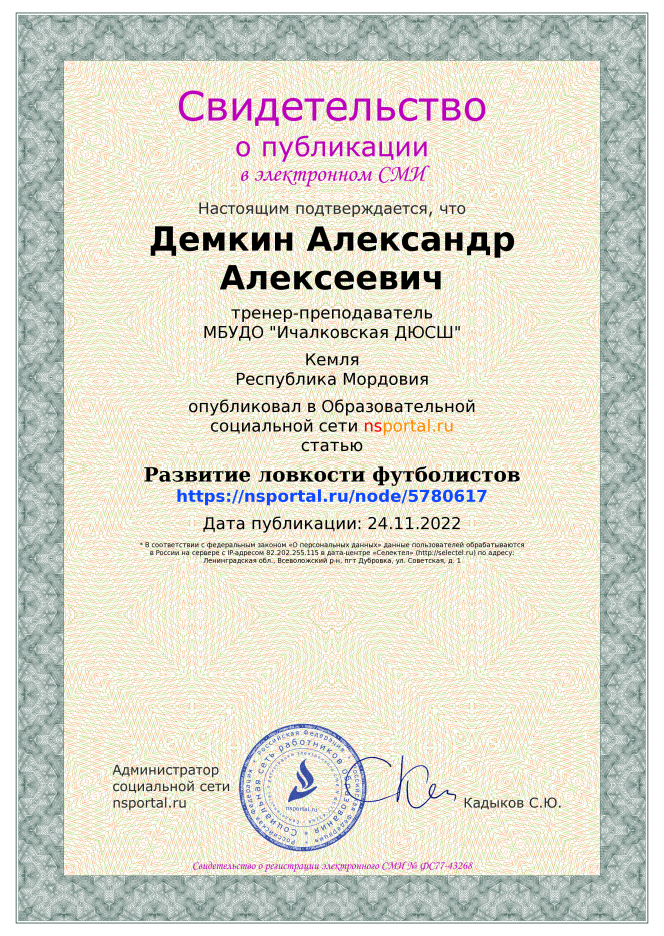 Свидетельство
о публикации
в электронном СМИ
Настоящим подтверждается, что
Демкин Александр
Алексеевич
тренер-преподаватель
МБУДО "Ичалковская ДЮСШ"
Кемля
Республика Мордовия
опубликовал в Образовательной
социальной сети nsportal.ru
статью
Развитие ловкости футболистов
https://nsportal.ru/node/5780617
Дата публикации: 24.11.2022
* В соответствии с федеральным законом «О персональных данных» данные пользователей обрабатываются
в России на сервере с IP-адресом 82.202.255.115 в дата-центре «Селектел» (http://selectel.ru) по адресу:
Ленинградская обл., Всеволожский р-н, пгт Дубровка, ул. Советская, д. 1
Администратор
социальной сети
nsportal.ru
Российская Федерация * Российская Федерация * Российская Федерация *
Социальная сеть работников образования *
nsportal.ru
Кадыков С.Ю.
Свидетельство о регистрации электронного СМИ № ФС77-43268